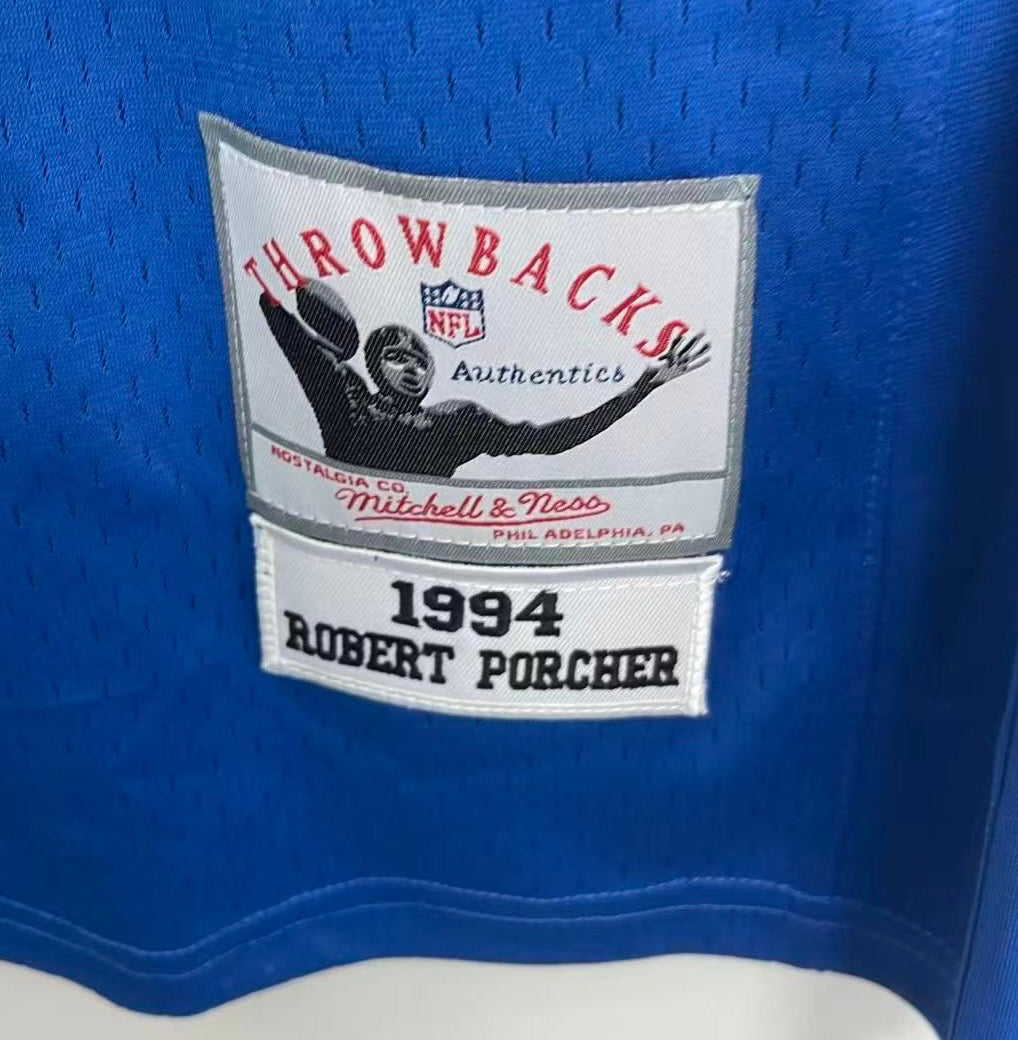 THROWBACKS
NFL
Authentics
NOSTALGIA CO.
Mitchell & Ness
PHILADELPHIA, PA
1994
ROBERT PORCHER